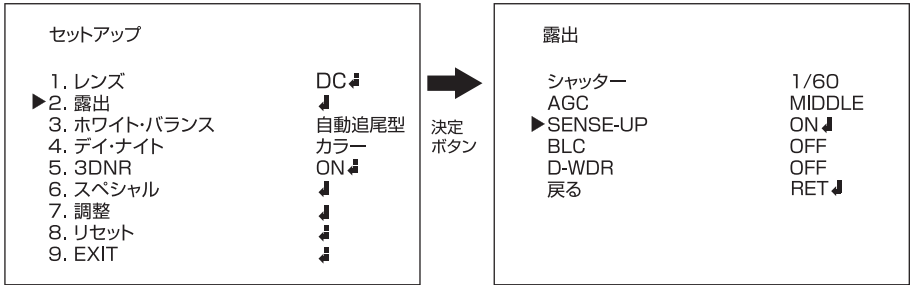 セットアップ
1. レンズ DC↲
▶2. 露出 ↲
3. ホワイト・バランス 自動追尾型
4. デイ・ナイト カラー
5. 3DNR ON↲
6. スペシャル ↲
7. 調整 ↲
8. リセット ↲
9. EXIT ↲
決定
ボタン
露出
シャッター 1/60
AGC MIDDLE
▶SENSE-UP ON↲
BLC OFF
D-WDR OFF
戻る RET↲